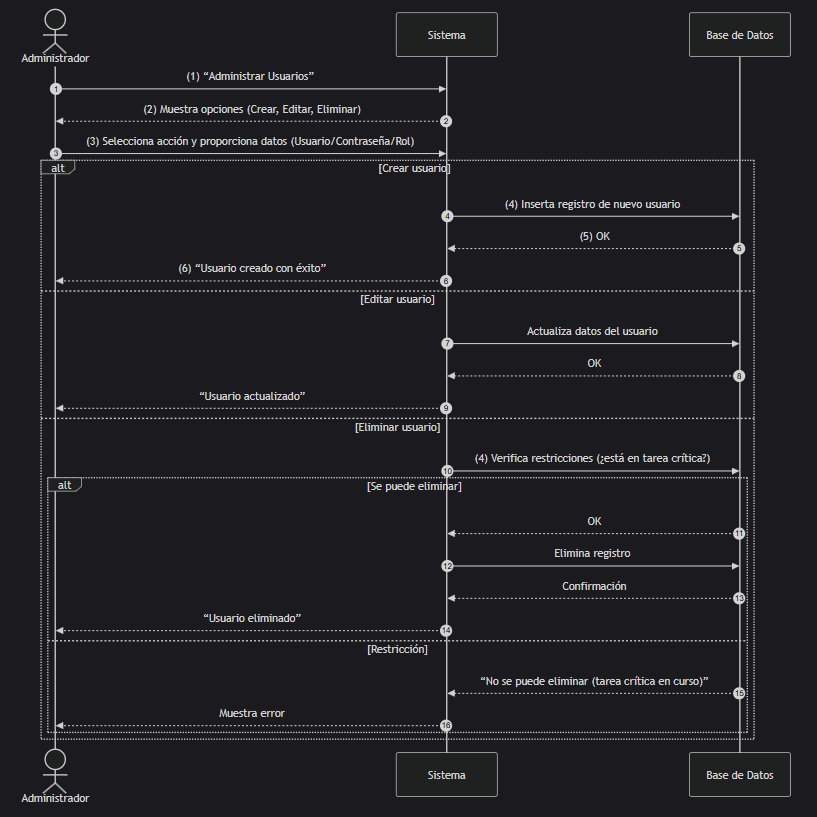 Administrador
Sistema
Base de Datos
(1) “Administrar Usuarios”
1
(2) Muestra opciones (Crear, Editar, Eliminar)
2
(3) Selecciona acción y proporciona datos (Usuario/Contraseña/Rol)
3
alt
[Crear usuario]
(4) Inserta registro de nuevo usuario
4
(5) OK
5
(6) “Usuario creado con éxito”
6
[Editar usuario]
Actualiza datos del usuario
7
OK
8
“Usuario actualizado”
9
[Eliminar usuario]
(4) Verifica restricciones (¿está en tarea crítica?)
10
alt
[Se puede eliminar]
OK
11
Elimina registro
12
Confirmación
13
“Usuario eliminado”
14
[Restricción]
“No se puede eliminar (tarea crítica en curso)”
15
Muestra error
16
Administrador
Sistema
Base de Datos